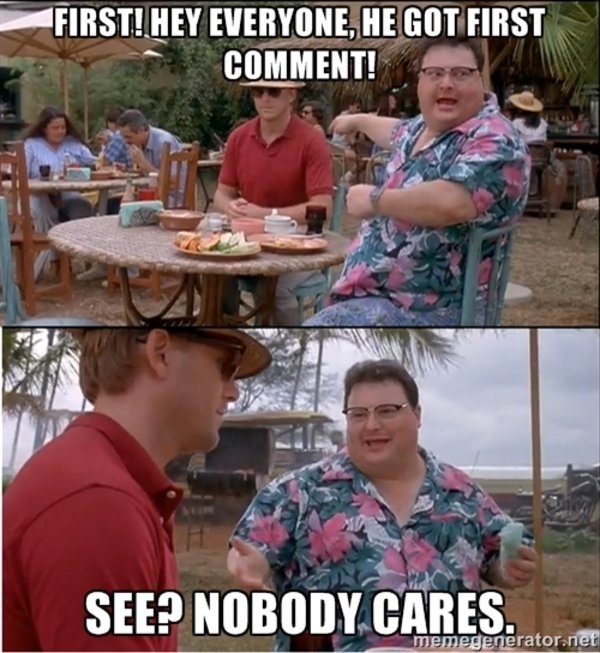 FIRST! HEY EVERYONE, HE GOT FIRST
COMMENT!
SEE? NOBODY CARES.
memegenerator.net